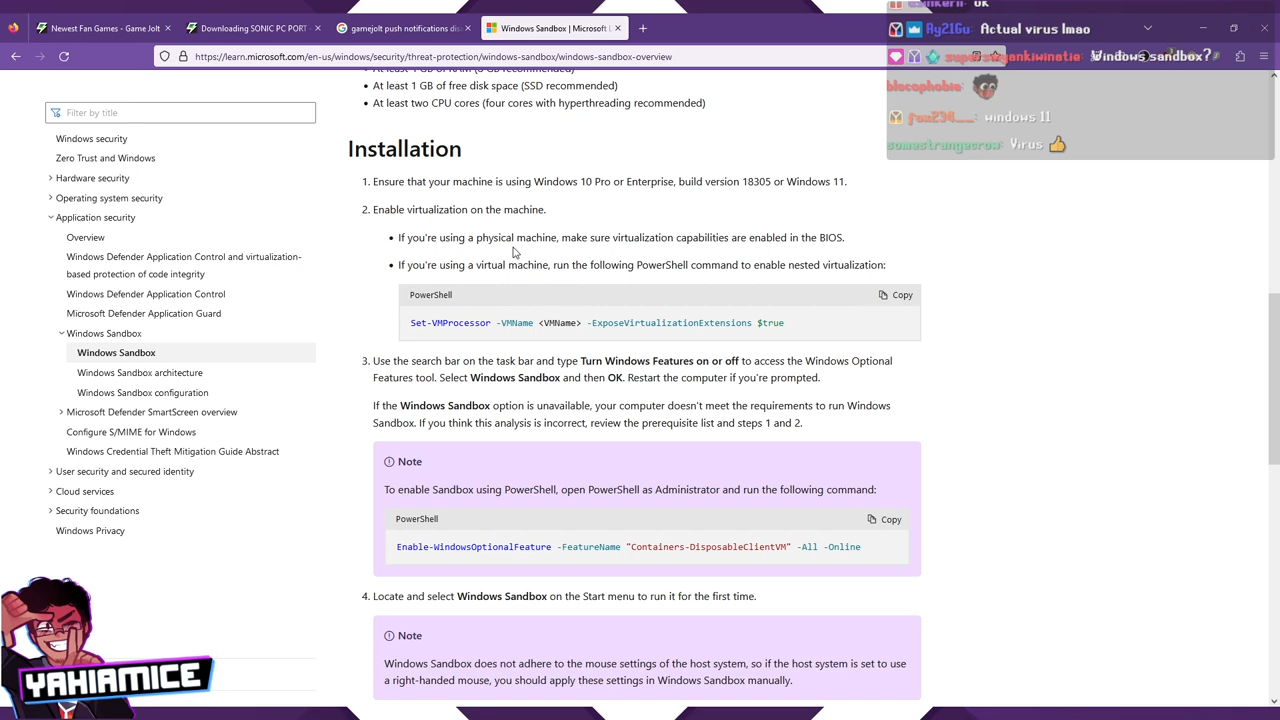 Newest Fan Games - Game Jolt
Downloading SONIC PC PORT
gamejolt push notifications dis
Windows Sandbox | Microsoft L
https://learn.microsoft.com/en-us/windows/security/threat-protection/windows-sandbox/windows-sandbox-overview
ok
Ay21Gu: Actual virus lmao
Windows sandbox?
blocophobia:
fox234__: windows 11
somestrangecrow: Virus 👍
Filter by title
Windows security
Zero Trust and Windows
Hardware security
Operating system security
Application security
Overview
Windows Defender Application Control and virtualization-
based protection of code integrity
Windows Defender Application Control
Microsoft Defender Application Guard
Windows Sandbox
Windows Sandbox
Windows Sandbox architecture
Windows Sandbox configuration
Microsoft Defender SmartScreen overview
Configure S/MIME for Windows
Windows Credential Theft Mitigation Guide Abstract
User security and secured identity
Cloud services
Security foundations
Windows Privacy
• At least 1 GB of free disk space (SSD recommended)
• At least two CPU cores (four cores with hyperthreading recommended)
Installation
1. Ensure that your machine is using Windows 10 Pro or Enterprise, build version 18305 or Windows 11.
2. Enable virtualization on the machine.
• If you're using a physical machine, make sure virtualization capabilities are enabled in the BIOS.
• If you're using a virtual machine, run the following PowerShell command to enable nested virtualization:
PowerShell Copy
Set-VMProcessor -VMName <VMName> -ExposeVirtualizationExtensions $true
3. Use the search bar on the task bar and type Turn Windows Features on or off to access the Windows Optional
Features tool. Select Windows Sandbox and then OK. Restart the computer if you're prompted.
If the Windows Sandbox option is unavailable, your computer doesn't meet the requirements to run Windows
Sandbox. If you think this analysis is incorrect, review the prerequisite list and steps 1 and 2.
Note
To enable Sandbox using PowerShell, open PowerShell as Administrator and run the following command:
PowerShell Copy
Enable-WindowsOptionalFeature -FeatureName "Containers-DisposableClientVM" -All -Online
4. Locate and select Windows Sandbox on the Start menu to run it for the first time.
Note
Windows Sandbox does not adhere to the mouse settings of the host system, so if the host system is set to use
a right-handed mouse, you should apply these settings in Windows Sandbox manually.
YAHIAMICE